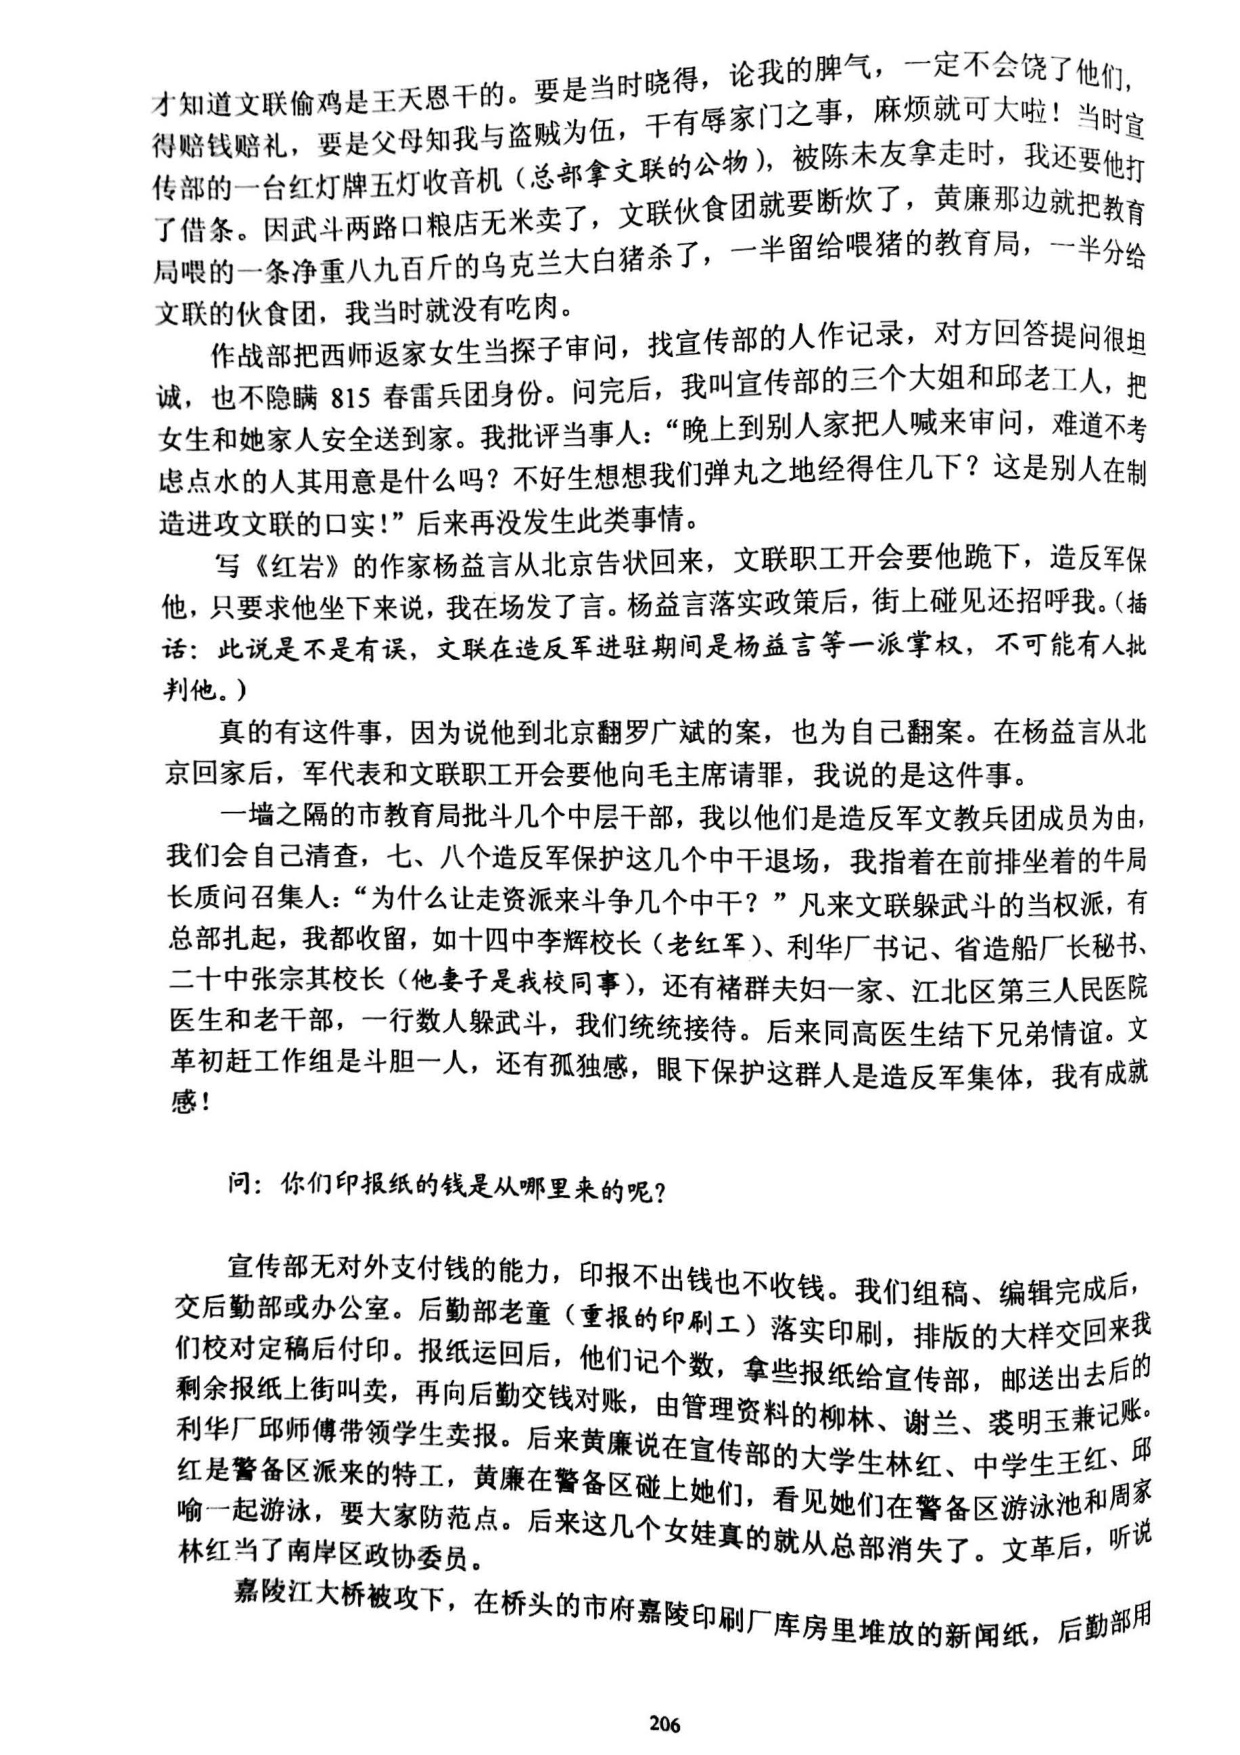 才知道文联偷鸡是王天恩干的。要是当时晓得，论我的脾气，一定不会饶了他们，
得赔钱赔礼，要是父母知我与盗贼为伍，干有辱家门之事，麻烦就可大啦！当时宣
传部的一台红灯牌五灯收音机（总部拿文联的公物），被陈未友拿走时，我还要他打
了借条。因武斗两路口粮店无米卖了，文联伙食团就要断炊了，黄廉那边就把教育
局喂的一条净重八九百斤的乌克兰大白猪杀了，一半留给喂猪的教育局，一半分给
文联的伙食团，我当时就没有吃肉。
作战部把西师返家女生当探子审问，找宣传部的人作记录，对方回答提问很坦
诚，也不隐瞒 815 春雷兵团身份。问完后，我叫宣传部的三个大姐和邱老工人，把
女生和她家人安全送到家。我批评当事人：“晚上到别人家把人喊来审问，难道不考
虑点水的人其用意是什么吗？不好生想想我们弹丸之地经得住几下？这是别人在制
造进攻文联的口实！”后来再没发生此类事情。
写《红岩》的作家杨益言从北京告状回来，文联职工开会要他跪下，造反军保
他，只要求他坐下来说，我在场发了言。杨益言落实政策后，街上碰见还招呼我。（插
话：此说是不是有误，文联在造反军进驻期间是杨益言等一派掌权，不可能有人批
判他。）
真的有这件事，因为说他到北京翻罗广斌的案，也为自己翻案。在杨益言从北
京回家后，军代表和文联职工开会要他向毛主席请罪，我说的是这件事。
一墙之隔的市教育局批斗几个中层干部，我以他们是造反军文教兵团成员为由，
我们会自己清查，七、八个造反军保护这几个中干退场，我指着在前排坐着的牛局
长质问召集人：“为什么让走资派来斗争几个中干？”凡来文联躲武斗的当权派，有
总部扎起，我都收留，如十四中李辉校长（老红军）、利华厂书记、省造船厂长秘书、
二十中张宗其校长（他妻子是我校同事），还有褚群夫妇一家、江北区第三人民医院
医生和老干部，一行数人躲武斗，我们统统接待。后来同高医生结下兄弟情谊。文
革初赶工作组是斗胆一人，还有孤独感，眼下保护这群人是造反军集体，我有成就
感！
问：你们印报纸的钱是从哪里来的呢？
宣传部无对外支付钱的能力，印报不出钱也不收钱。我们组稿、编辑完成后，
交后勤部或办公室。后勤部老童（重报的印刷工）落实印刷，排版的大样交回来我
们校对定稿后付印。报纸运回后，他们记个数，拿些报纸给宣传部，邮送出去后的
剩余报纸上街叫卖，再向后勤交钱对账，由管理资料的柳林、谢兰、裘明玉兼记账。
利华厂邱师傅带领学生卖报。后来黄廉说在宣传部的大学生林红、中学生王红、邱
红是警备区派来的特工，黄廉在警备区碰上她们，看见她们在警备区游泳池和周家
喻一起游泳，要大家防范点。后来这几个女娃真的就从总部消失了。文革后，听说
林红当了南岸区政协委员。
嘉陵江大桥被攻下，在桥头的市府嘉陵印刷厂库房里堆放的新闻纸，后勤部用
206